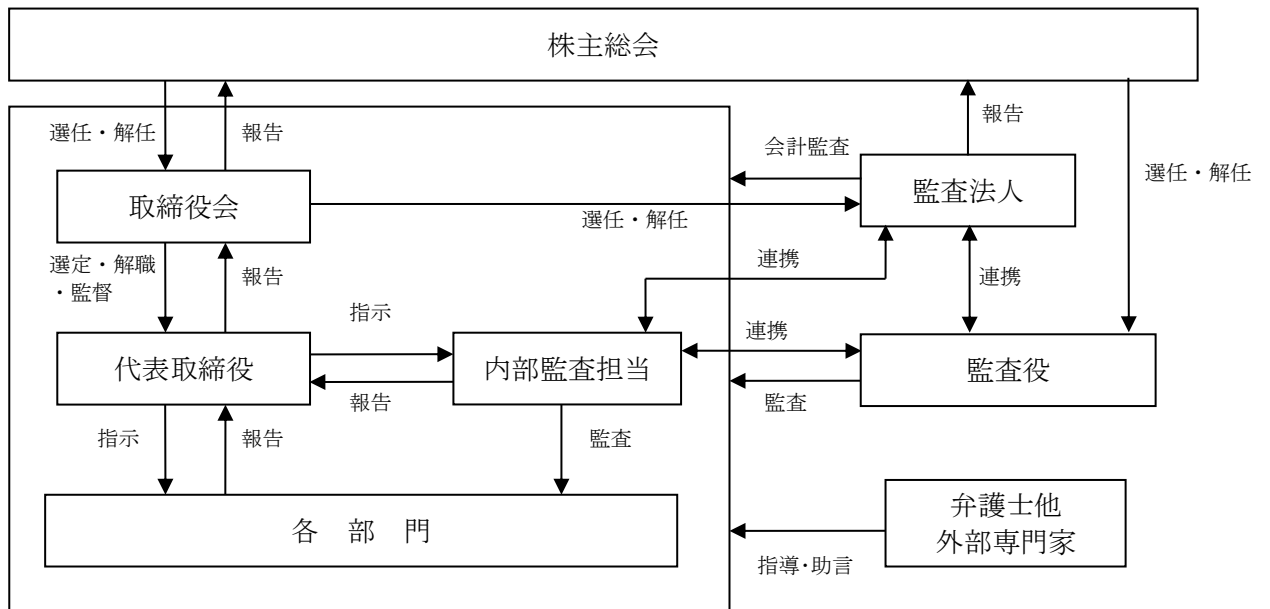 株主総会
選任・解任
報告
報告
会計監査
選任・解任
取締役会
監査法人
選任・解任
選定・解職
・監督
報告
連携
連携
指示
連携
代表取締役
内部監査担当
監査役
報告
監査
指示
報告
監査
各　部　門
弁護士他
外部専門家
指導･助言